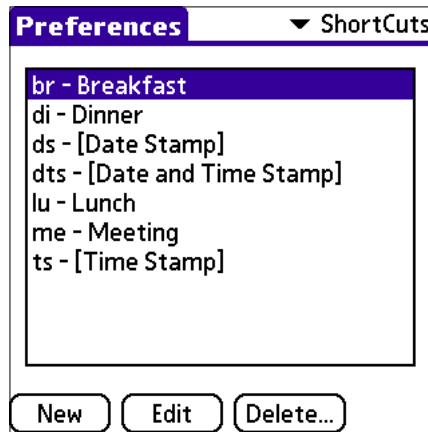 Preferences ShortCuts
br - Breakfast
di - Dinner
ds - [Date Stamp]
dts - [Date and Time Stamp]
lu - Lunch
me - Meeting
ts - [Time Stamp]
New Edit Delete...